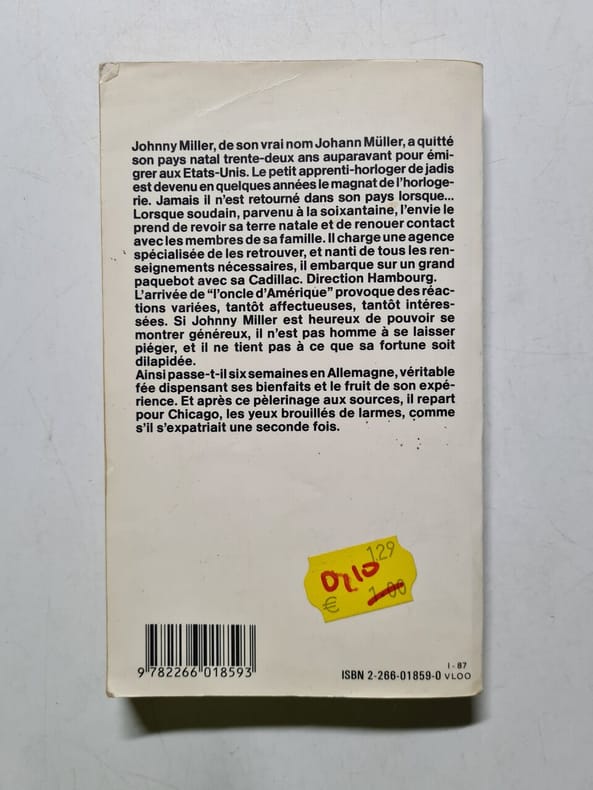 Johnny Miller, de son vrai nom Johann Müller, a quitté
son pays natal trente-deux ans auparavant pour émi-
grer aux Etats-Unis. Le petit apprenti-horloger de jadis
est devenu en quelques années le magnat de l'horloge-
rie. Jamais il n'est retourné dans son pays lorsque...
Lorsque soudain, parvenu à la soixantaine, l'envie le
prend de revoir sa terre natale et de renouer contact
avec les membres de sa famille. Il charge une agence
spécialisée de les retrouver, et nanti de tous les ren-
seignements nécessaires, il embarque sur un grand
paquebot avec sa Cadillac. Direction Hambourg.
L'arrivée de "l'oncle d'Amérique" provoque des réac-
tions variées, tantôt affectueuses, tantôt intéres-
sées. Si Johnny Miller est heureux de pouvoir se
montrer généreux, il n'est pas homme à se laisser
piéger, et il ne tient pas à ce que sa fortune soit
dilapidée.
Ainsi passe-t-il six semaines en Allemagne, véritable
fée dispensant ses bienfaits et le fruit de son expé-
rience. Et après ce pèlerinage aux sources, il repart
pour Chicago, les yeux brouillés de larmes, comme
s'il s'expatriait une seconde fois.
1.29
0,10
€ 1.00
9 782266 018593
I - 87
ISBN 2-266-01859-0 VLOO